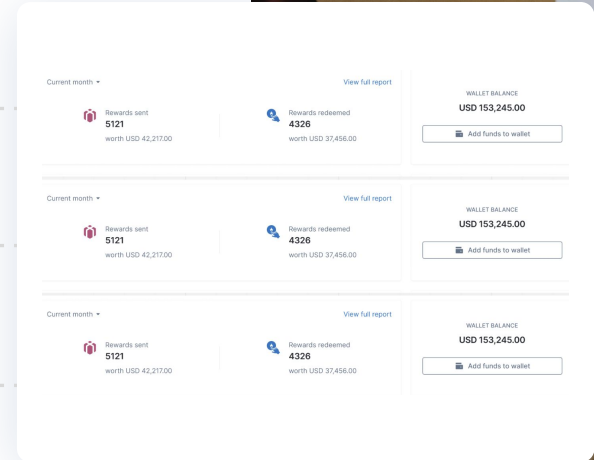 Current month
View full report
Rewards sent
5121
worth USD 42,217.00
Rewards redeemed
4326
worth USD 37,456.00
WALLET BALANCE
USD 153,245.00
Add funds to wallet
Current month
View full report
Rewards sent
5121
worth USD 42,217.00
Rewards redeemed
4326
worth USD 37,456.00
WALLET BALANCE
USD 153,245.00
Add funds to wallet
Current month
View full report
Rewards sent
5121
worth USD 42,217.00
Rewards redeemed
4326
worth USD 37,456.00
WALLET BALANCE
USD 153,245.00
Add funds to wallet